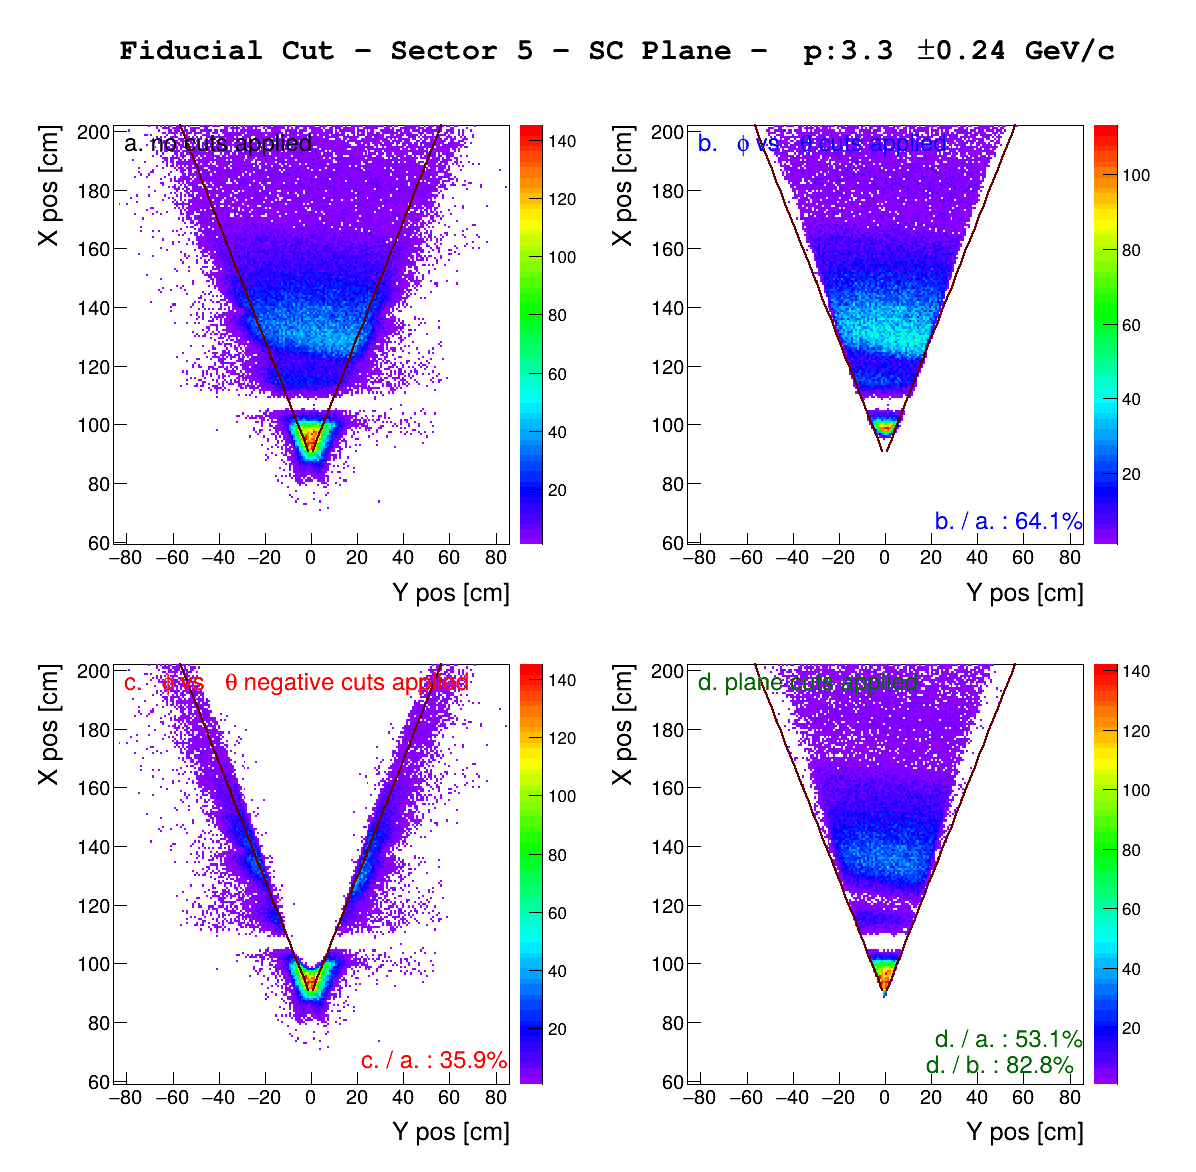 Fiducial Cut - Sector 5 - SC Plane - p:3.3 ±0.24 GeV/c
X pos [cm]
a. no cuts applied
200
180
160
140
120
100
80
60
−80 −60 −40 −20 0 20 40 60 80
Y pos [cm]
140
120
100
80
60
40
20
X pos [cm]
b. ϕ vs θ cuts applied
200
180
160
140
120
100
80
60
b. / a. : 64.1%
−80 −60 −40 −20 0 20 40 60 80
Y pos [cm]
100
80
60
40
20
X pos [cm]
c. ϕ vs θ negative cuts applied
200
180
160
140
120
100
80
60
c. / a. : 35.9%
−80 −60 −40 −20 0 20 40 60 80
Y pos [cm]
140
120
100
80
60
40
20
X pos [cm]
d. plane cuts applied
200
180
160
140
120
100
80
60
d. / a. : 53.1%
d. / b. : 82.8%
−80 −60 −40 −20 0 20 40 60 80
Y pos [cm]
140
120
100
80
60
40
20